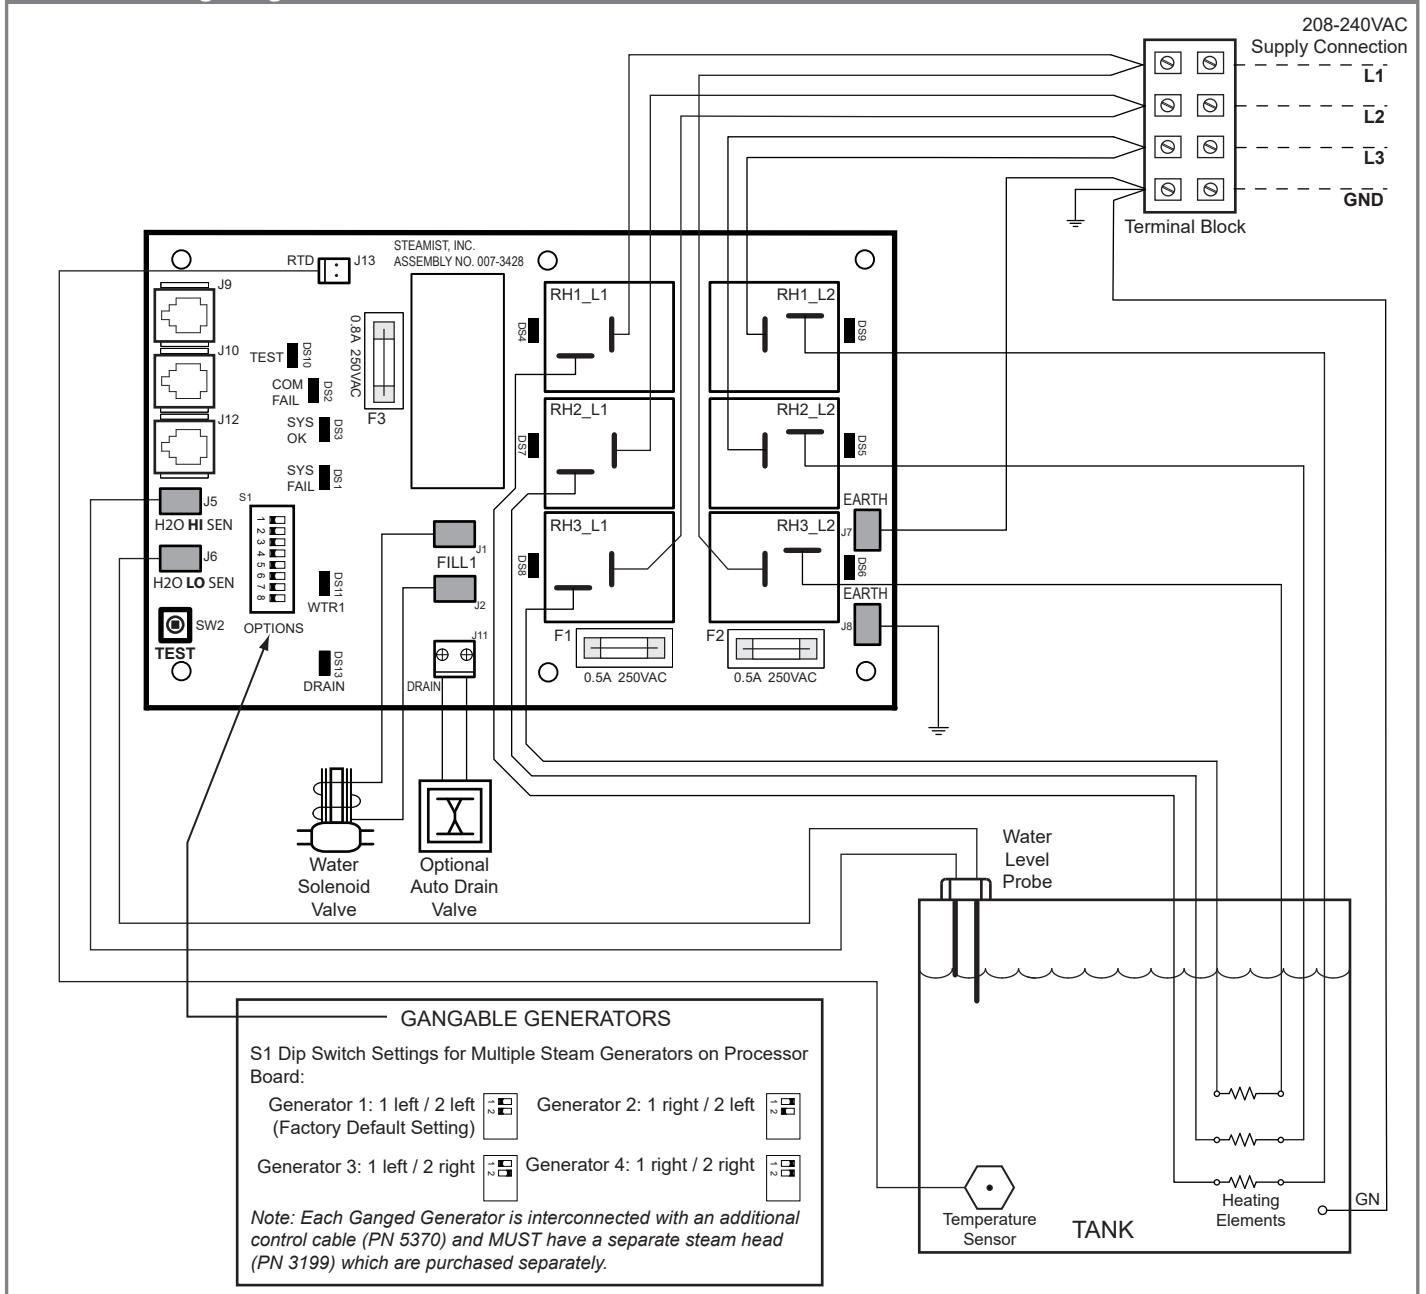 208-240VAC
Supply Connection
L1
L2
L3
GND
Terminal Block
STEAMIST, INC.
ASSEMBLY NO. 007-3428
RTD
J13
J9
J10
J12
TEST
DS10
COM
FAIL
DS2
SYS
OK
DS3
SYS
FAIL
DS1
0.8A 250VAC
F3
RH1_L1
DS4
RH1_L2
DS9
RH2_L1
DS7
RH2_L2
DS5
RH3_L1
DS8
RH3_L2
DS6
EARTH
J7
EARTH
J8
J5
H2O HI SEN
J6
H2O LO SEN
S1
1
2
3
4
5
6
7
8
OPTIONS
SW2
TEST
DS11
WTR1
DS13
DRAIN
J1
FILL1
J2
J11
DRAIN
F1
0.5A 250VAC
F2
0.5A 250VAC
Water
Solenoid
Valve
Optional
Auto Drain
Valve
Water
Level
Probe
GANGABLE GENERATORS
S1 Dip Switch Settings for Multiple Steam Generators on Processor
Board:
Generator 1: 1 left / 2 left
(Factory Default Setting)
1
2
Generator 2: 1 right / 2 left
1
2
Generator 3: 1 left / 2 right
1
2
Generator 4: 1 right / 2 right
1
2
Note: Each Ganged Generator is interconnected with an additional
control cable (PN 5370) and MUST have a separate steam head
(PN 3199) which are purchased separately.
Temperature
Sensor
TANK
Heating
Elements
GN